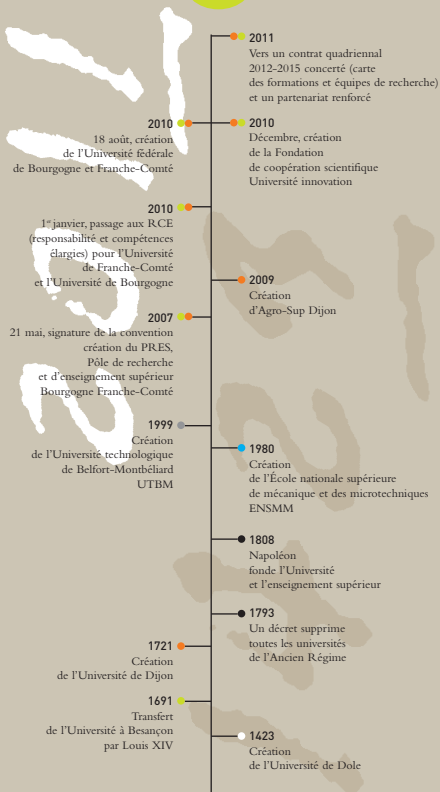 2011
Vers un contrat quadriennal
2012-2015 concerté (carte
des formations et équipes de recherche)
et un partenariat renforcé
2010
18 août, création
de l'Université fédérale
de Bourgogne et Franche-Comté
2010
Décembre, création
de la Fondation
de coopération scientifique
Université innovation
2010
1er janvier, passage aux RCE
(responsabilité et compétences
élargies) pour l'Université
de Franche-Comté
et l'Université de Bourgogne
2009
Création
d'Agro-Sup Dijon
2007
21 mai, signature de la convention
création du PRES,
Pôle de recherche
et d'enseignement supérieur
Bourgogne Franche-Comté
1999
Création
de l'Université technologique
de Belfort-Montbéliard
UTBM
1980
Création
de l'École nationale supérieure
de mécanique et des microtechniques
ENSMM
1808
Napoléon
fonde l'Université
et l'enseignement supérieur
1793
Un décret supprime
toutes les universités
de l'Ancien Régime
1721
Création
de l'Université de Dijon
1691
Transfert
de l'Université à Besançon
par Louis XIV
1423
Création
de l'Université de Dole